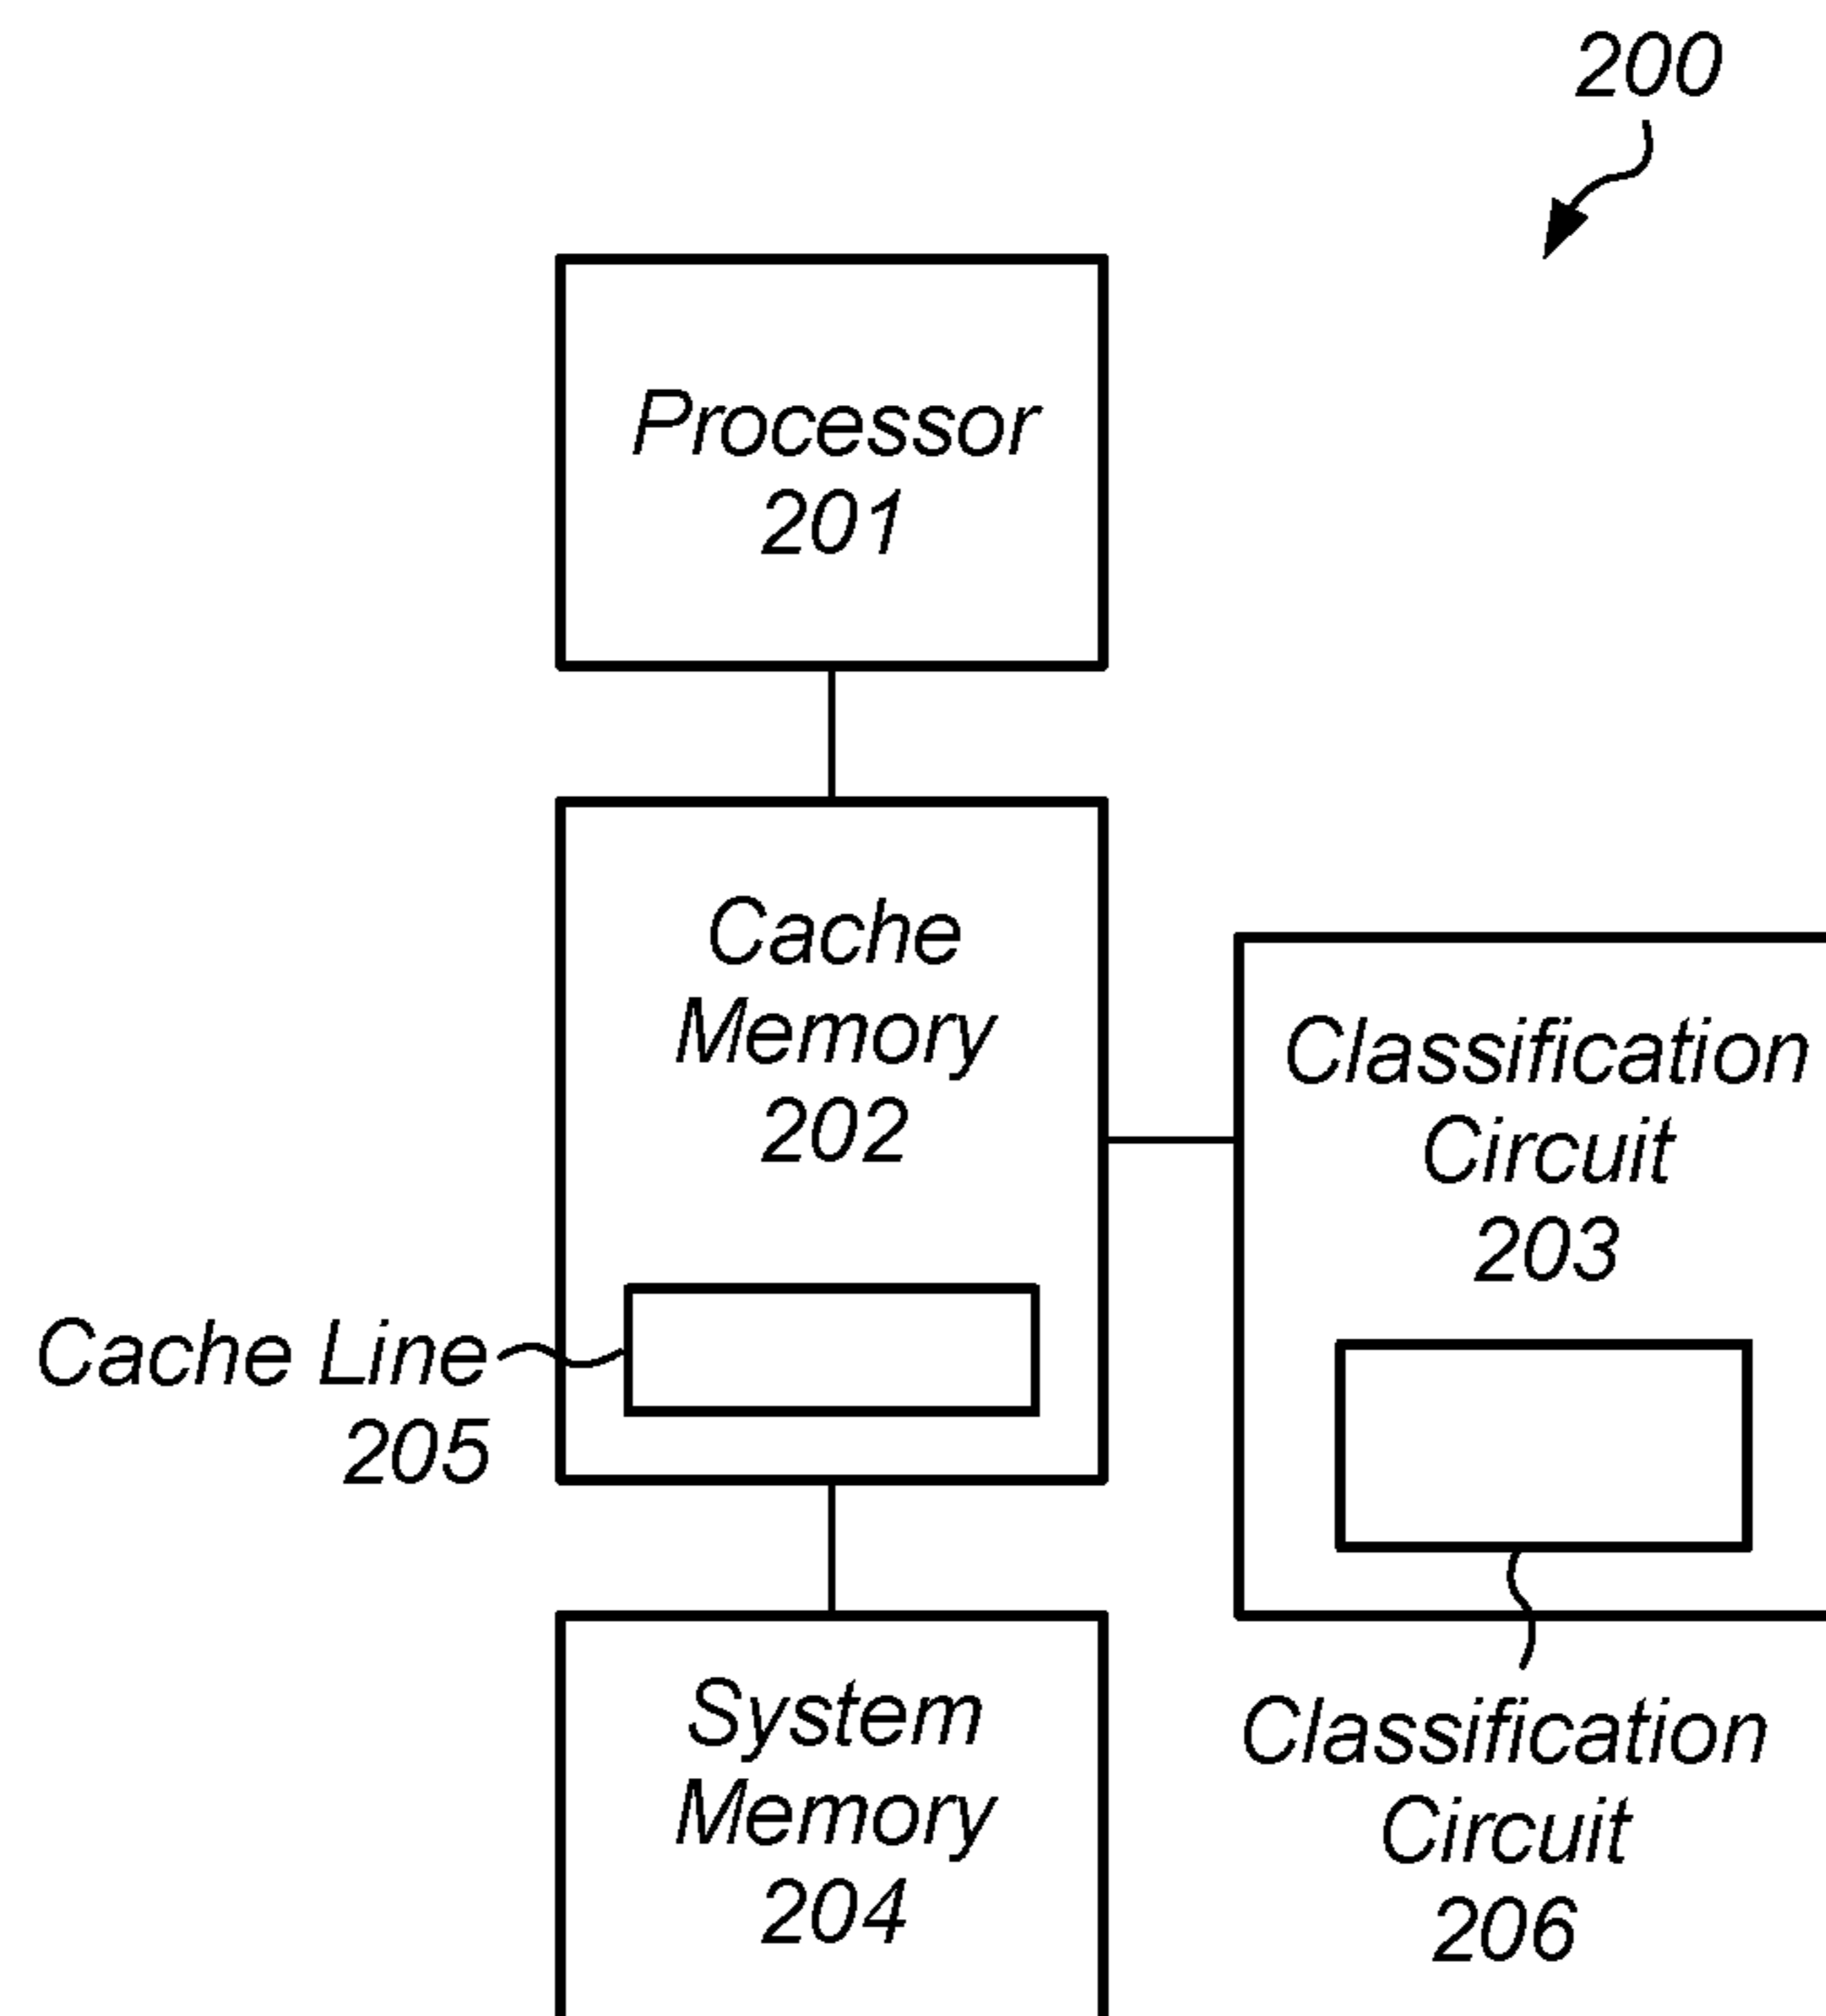 200
Processor
201
Cache
Memory
202
Classification
Circuit
203
Cache Line
205
System
Memory
204
Classification
Circuit
206